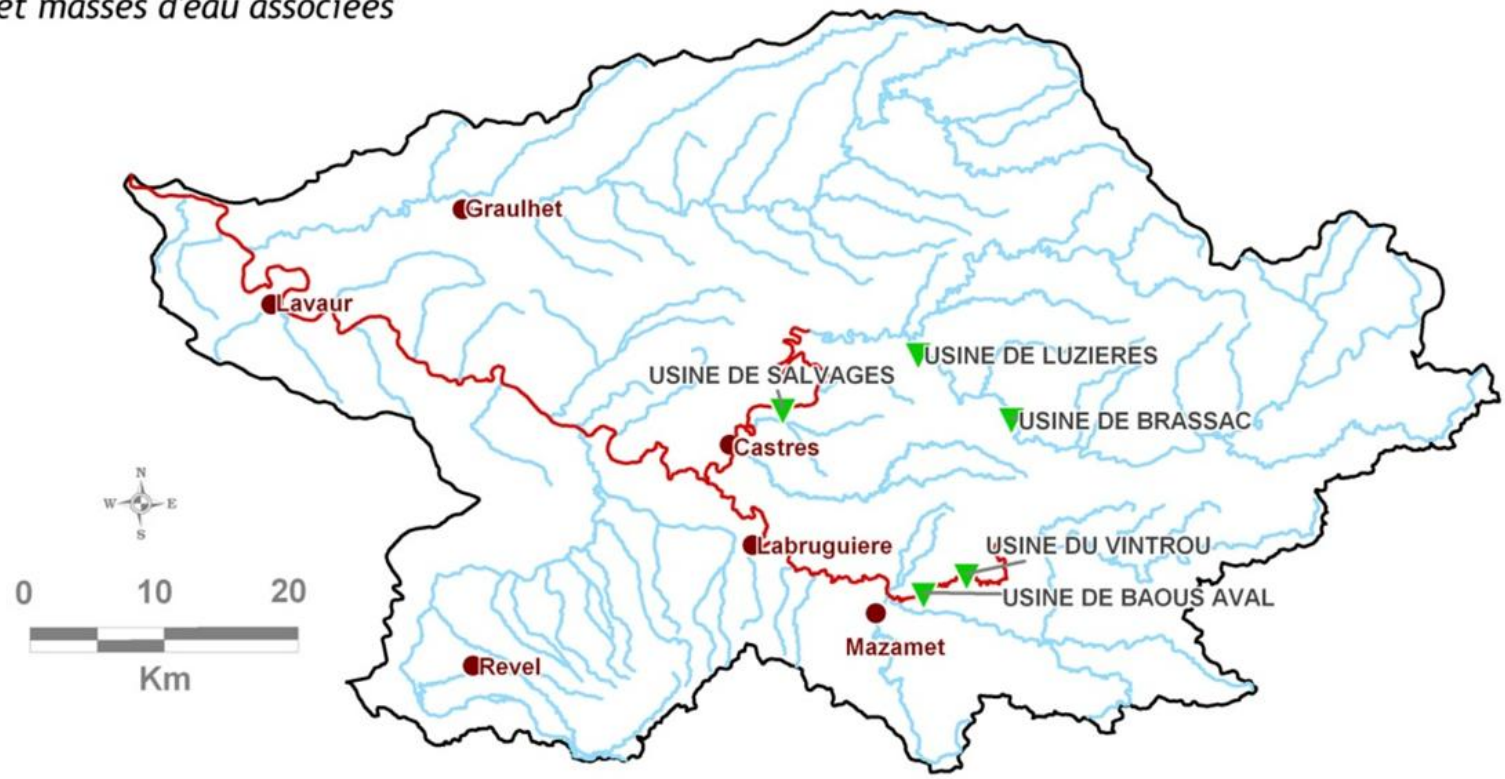 et masses d'eau associées
Graulhet
Lavaur
USINE DE LUZIERES
USINE DE SALVAGES
USINE DE BRASSAC
Castres
N
W E
S
USINE DU VINTROU
Labruguiere
0 10 20
USINE DE BAOUS AVAL
Mazamet
Revel
Km